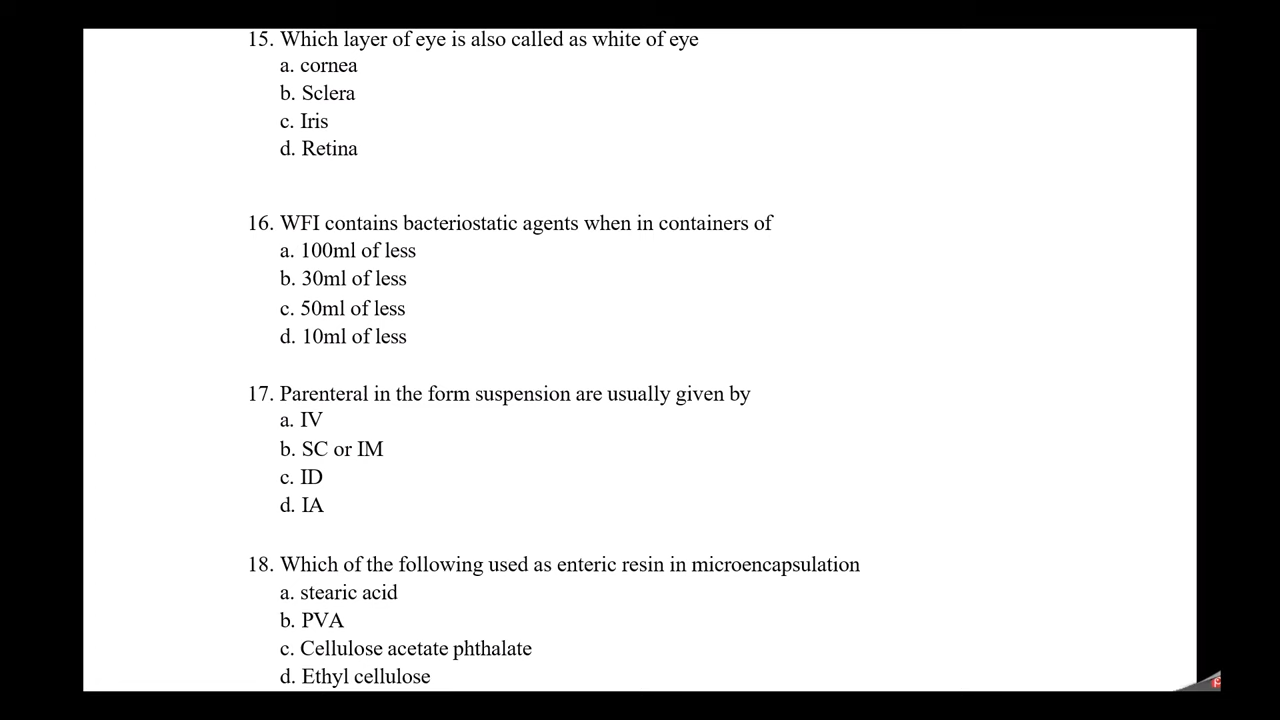 15. Which layer of eye is also called as white of eye
a. cornea
b. Sclera
c. Iris
d. Retina
16. WFI contains bacteriostatic agents when in containers of
a. 100ml of less
b. 30ml of less
c. 50ml of less
d. 10ml of less
17. Parenteral in the form suspension are usually given by
a. IV
b. SC or IM
c. ID
d. IA
18. Which of the following used as enteric resin in microencapsulation
a. stearic acid
b. PVA
c. Cellulose acetate phthalate
d. Ethyl cellulose